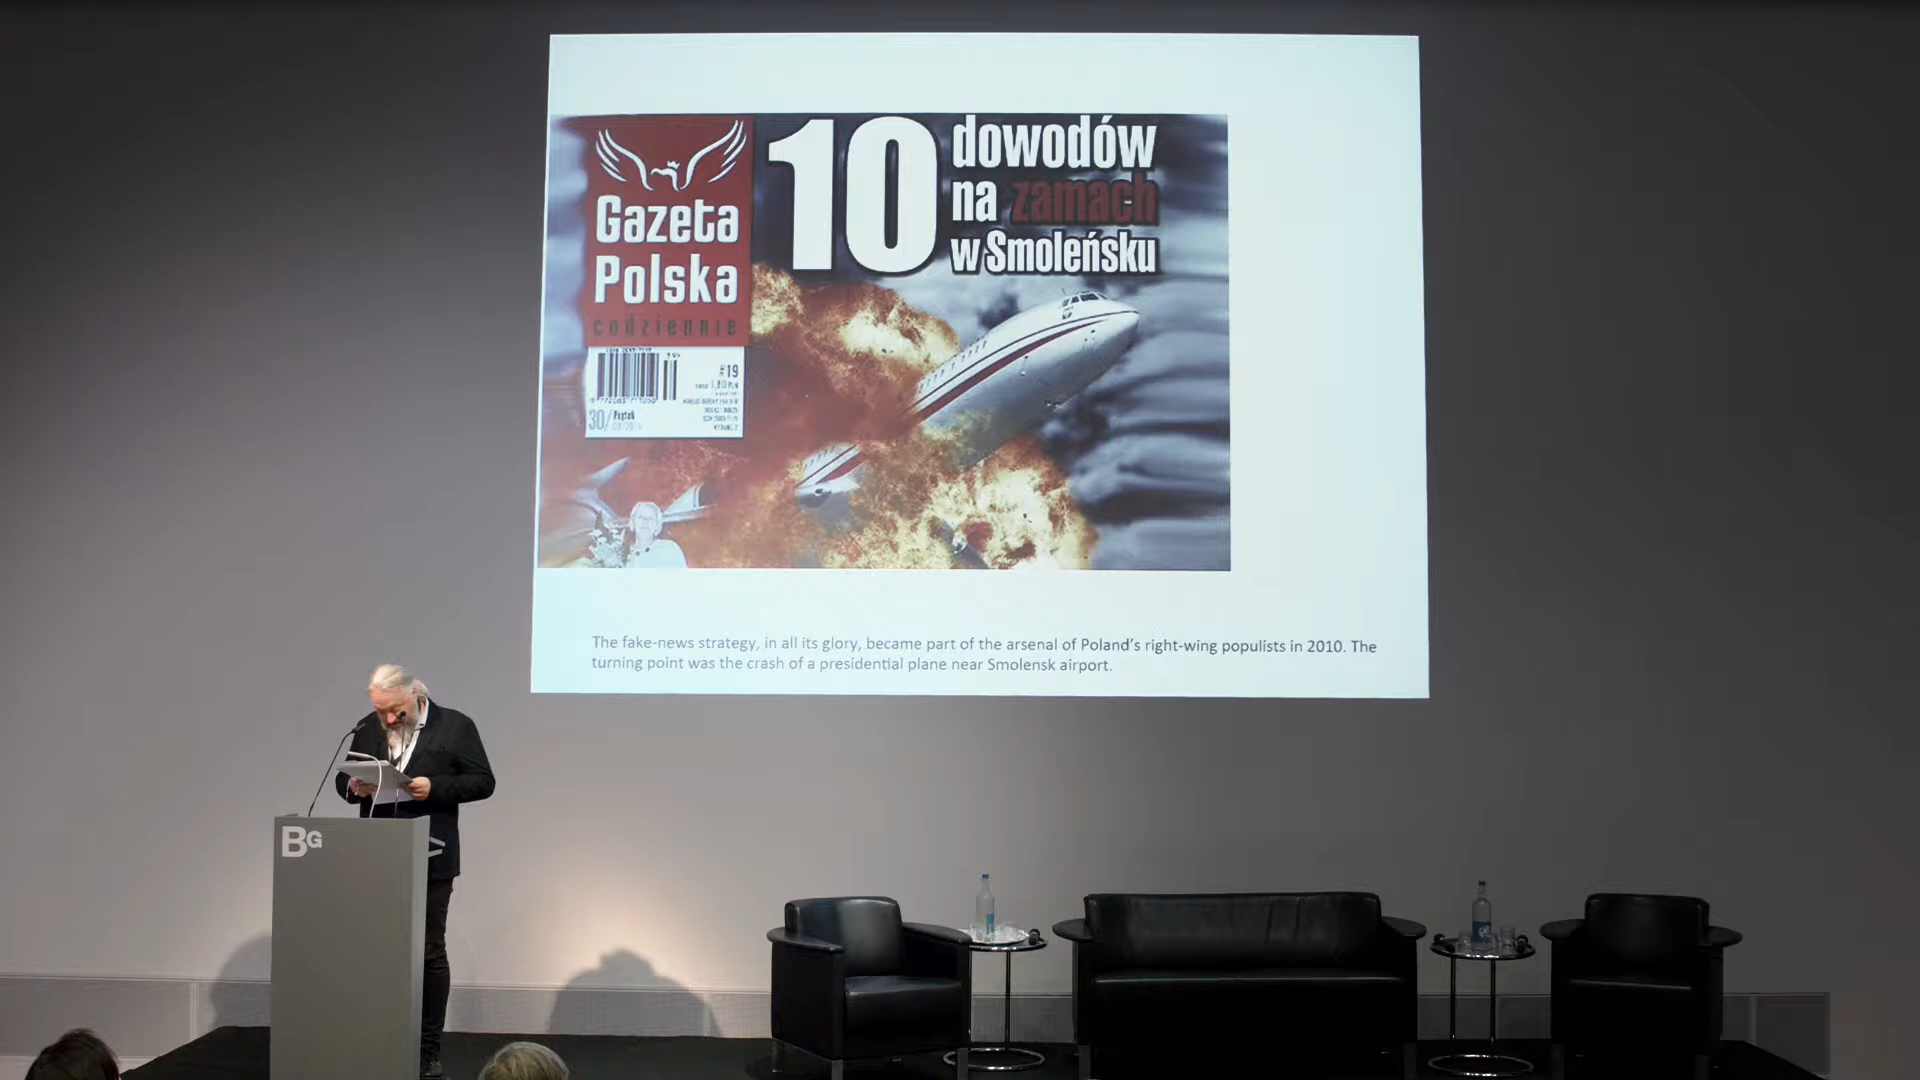 10
dowodów
na zamach
w Smoleńsku
Gazeta
Polska
codziennie
#19
30/ Piątek
The fake-news strategy, in all its glory, became part of the arsenal of Poland's right-wing populists in 2010. The
turning point was the crash of a presidential plane near Smolensk airport.
BG